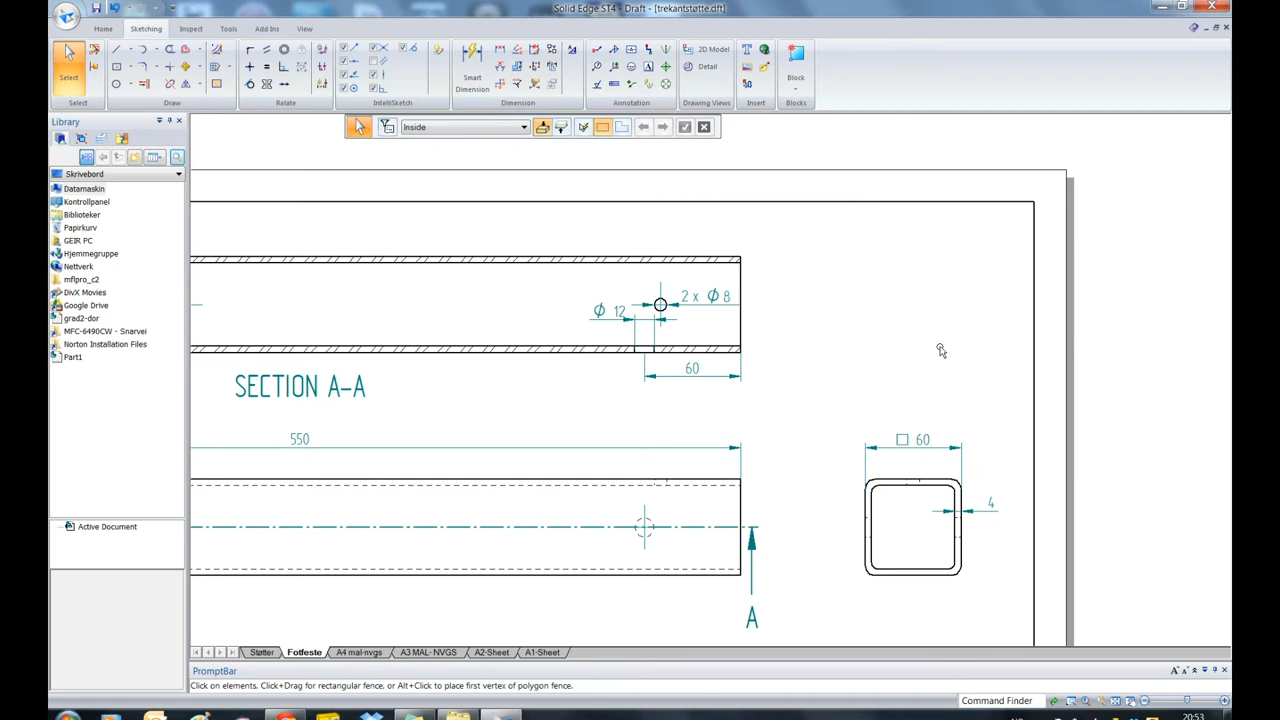 Solid Edge ST4 - Draft - [trekantstøtte.dft]
Home Sketching Inspect Tools Add Ins View
Select
Smart
Dimension
2D Model
Detail
Block
Select Draw Relate IntelliSketch Dimension Annotation Drawing Views Insert Blocks
Library
Inside
Skrivebord
Datamaskin
Kontrollpanel
Biblioteker
Papirkurv
GEIR PC
Hjemmegruppe
Nettverk
mflpro_c2
DivX Movies
Google Drive
grad2-dor
MFC-6490CW - Snarvei
Norton Installation Files
Part1
Active Document
2 x Ø 8
Ø 12
60
SECTION A-A
550
□ 60
4
A
Støtter Fotfeste A4 mal-nvgs A3 MAL- NVGS A2-Sheet A1-Sheet
PromptBar
Click on elements, Click+Drag for rectangular fence, or Alt+Click to place first vertex of polygon fence.
Command Finder
20:53